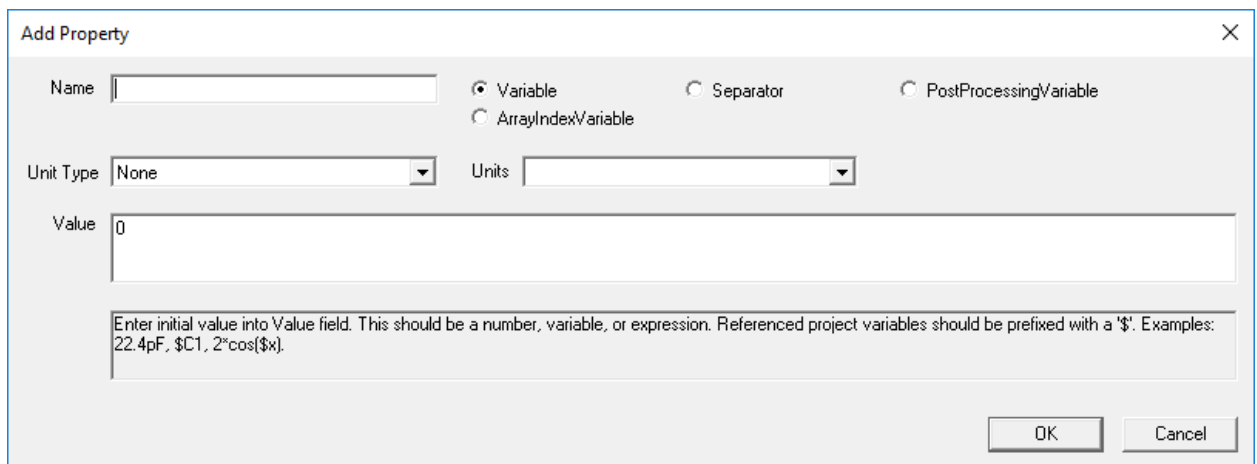 Add Property
Name
Variable
Separator
PostProcessingVariable
ArrayIndexVariable
Unit Type None
Units
Value 0
Enter initial value into Value field. This should be a number, variable, or expression. Referenced project variables should be prefixed with a '$'. Examples:
22.4pF, $C1, 2*cos($x).
OK
Cancel